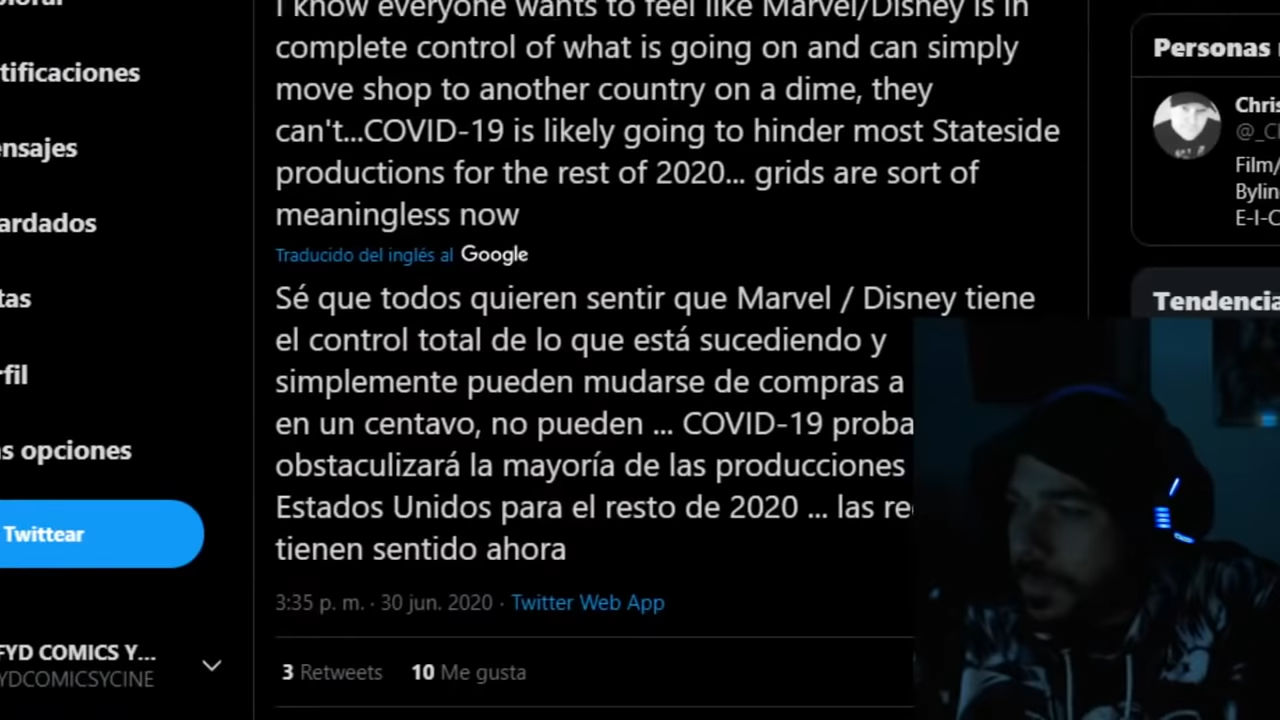 I know everyone wants to feel like Marvel/Disney is in
complete control of what is going on and can simply
move shop to another country on a dime, they
can't...COVID-19 is likely going to hinder most Stateside
productions for the rest of 2020... grids are sort of
meaningless now
Traducido del inglés al Google
Sé que todos quieren sentir que Marvel / Disney tiene
el control total de lo que está sucediendo y
simplemente pueden mudarse de compras a
en un centavo, no pueden ... COVID-19 proba
obstaculizará la mayoría de las producciones
Estados Unidos para el resto de 2020 ... las re
tienen sentido ahora
3:35 p. m. · 30 jun. 2020 · Twitter Web App
3 Retweets 10 Me gusta
tificaciones
ensajes
ardados
tas
rfil
s opciones
Twittear
FYD COMICS Y...
YDCOMICSYCINE
Personas
Chris
@_C
Film/
Bylin
E-I-C
Tendencia